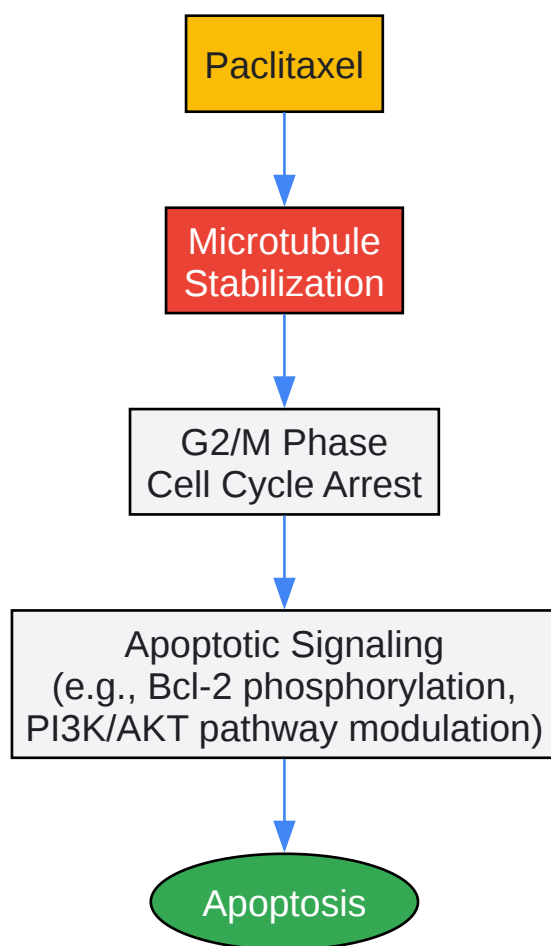 Paclitaxel
Microtubule
Stabilization
G2/M Phase
Cell Cycle Arrest
Apoptotic Signaling
(e.g., Bcl-2 phosphorylation,
PI3K/AKT pathway modulation)
Apoptosis